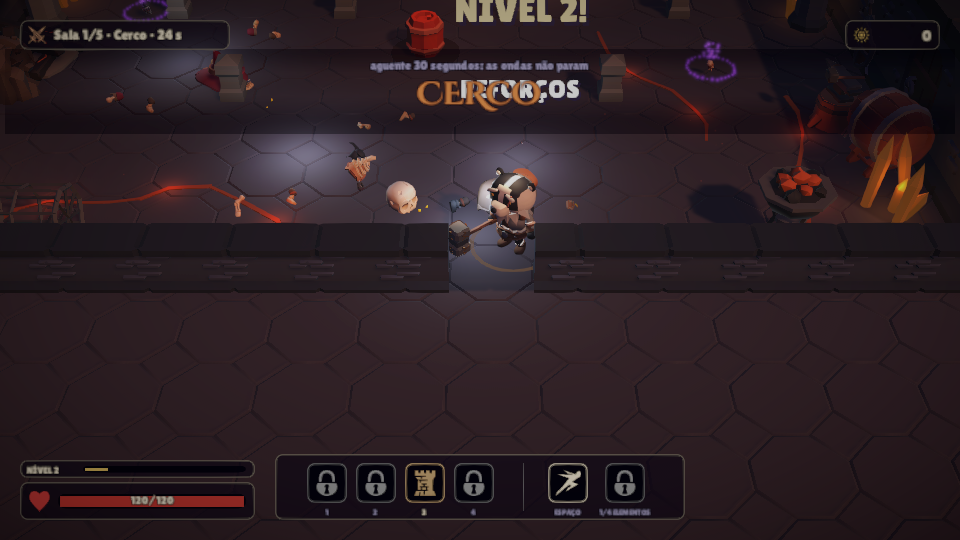 NÍVEL 2!
Sala 1/5 · Cerco · 24 s
0
aguente 30 segundos: as ondas não param
CERCO
REFORÇOS
NÍVEL 2
120/120
1
2
3
4
ESPAÇO
1/4 ELEMENTOS